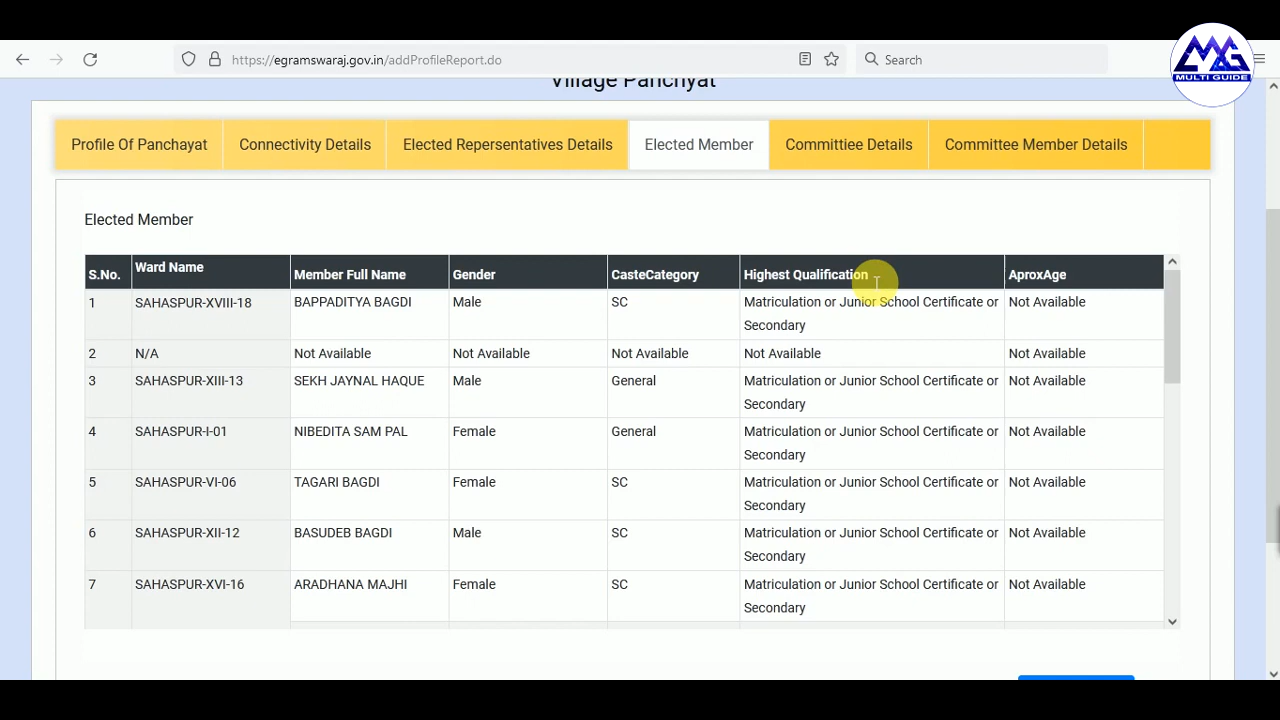 https://egramswaraj.gov.in/addProfileReport.do
Search
MULTI GUIDE
Village Panchyat
Profile Of Panchayat
Connectivity Details
Elected Repersentatives Details
Elected Member
Committiee Details
Committee Member Details
Elected Member
S.No. Ward Name Member Full Name Gender CasteCategory Highest Qualification AproxAge
1 SAHASPUR-XVIII-18 BAPPADITYA BAGDI Male SC Matriculation or Junior School Certificate or Not Available
Secondary
2 N/A Not Available Not Available Not Available Not Available Not Available
3 SAHASPUR-XIII-13 SEKH JAYNAL HAQUE Male General Matriculation or Junior School Certificate or Not Available
Secondary
4 SAHASPUR-I-01 NIBEDITA SAM PAL Female General Matriculation or Junior School Certificate or Not Available
Secondary
5 SAHASPUR-VI-06 TAGARI BAGDI Female SC Matriculation or Junior School Certificate or Not Available
Secondary
6 SAHASPUR-XII-12 BASUDEB BAGDI Male SC Matriculation or Junior School Certificate or Not Available
Secondary
7 SAHASPUR-XVI-16 ARADHANA MAJHI Female SC Matriculation or Junior School Certificate or Not Available
Secondary